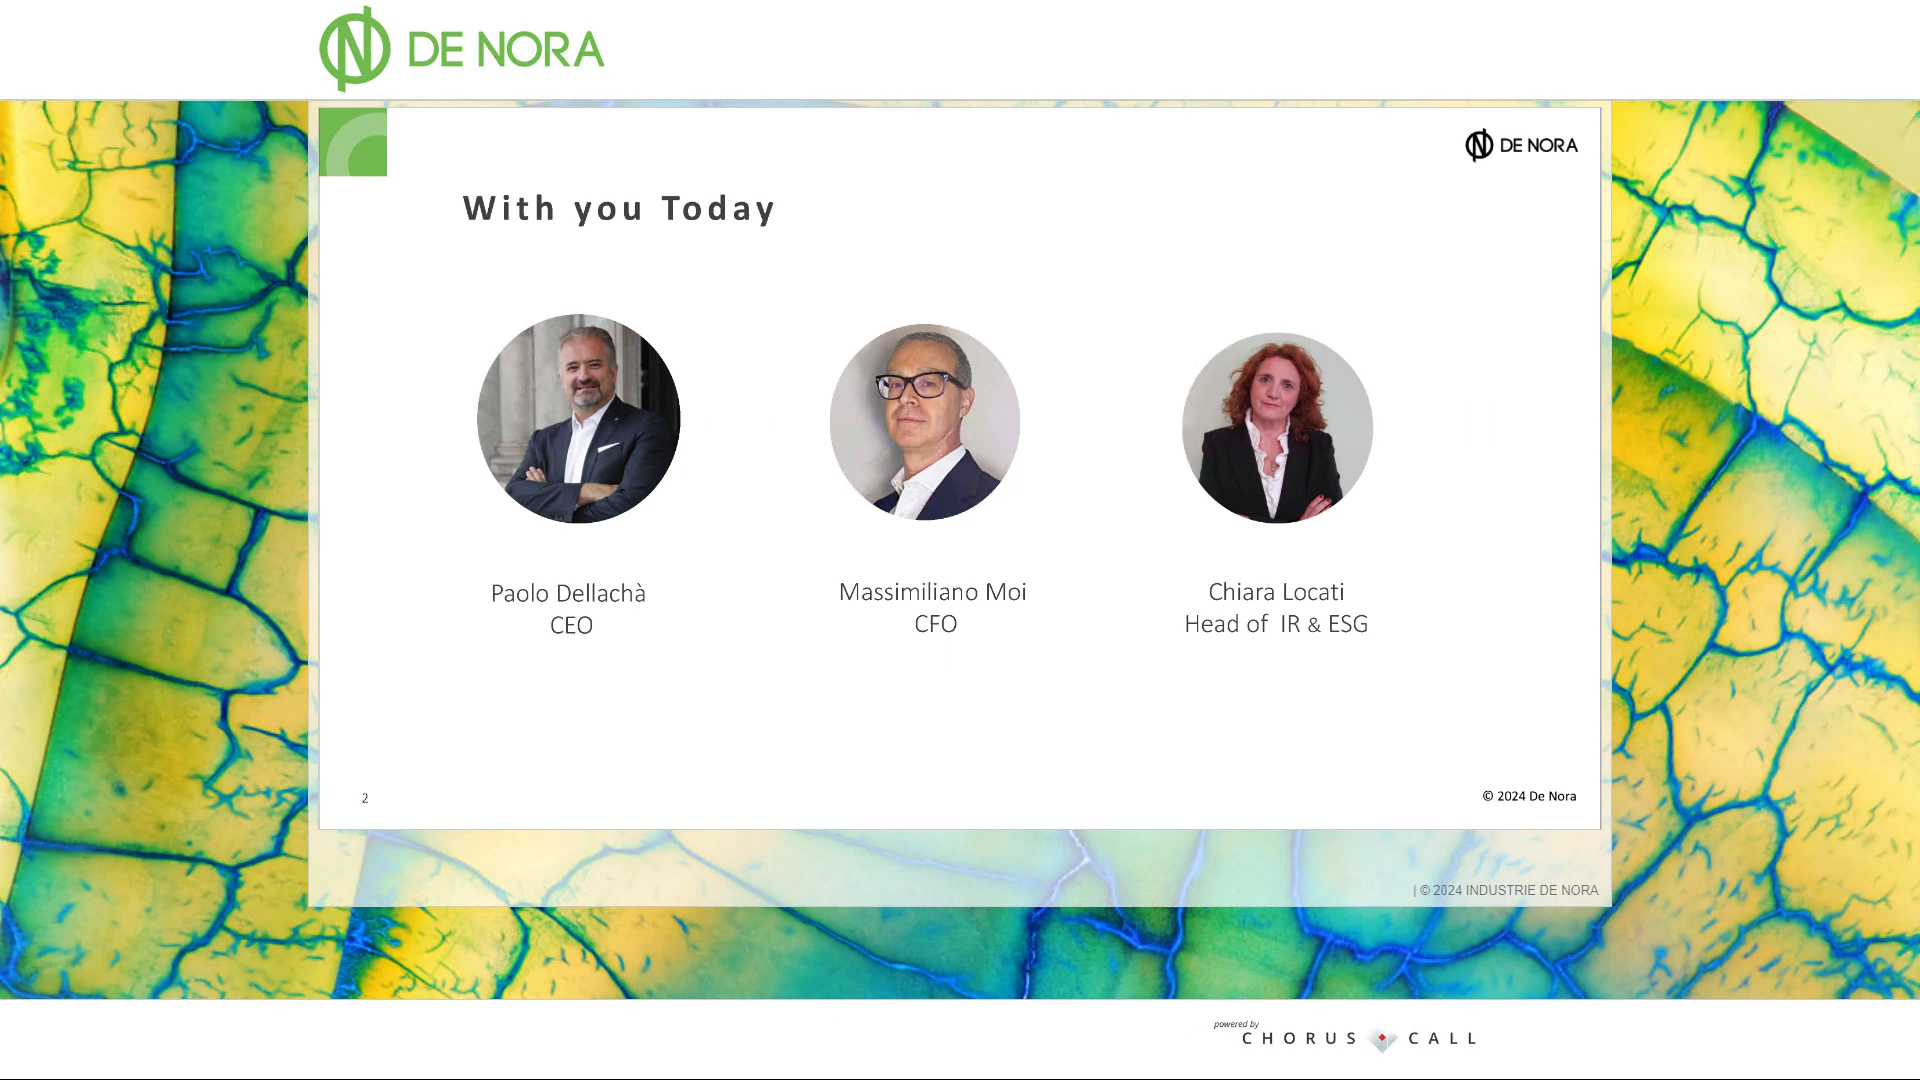 DE NORA
DE NORA
With you Today
Paolo Dellachà
CEO
Massimiliano Moi
CFO
Chiara Locati
Head of IR & ESG
2
© 2024 De Nora
| © 2024 INDUSTRIE DE NORA
powered by
CHORUS CALL